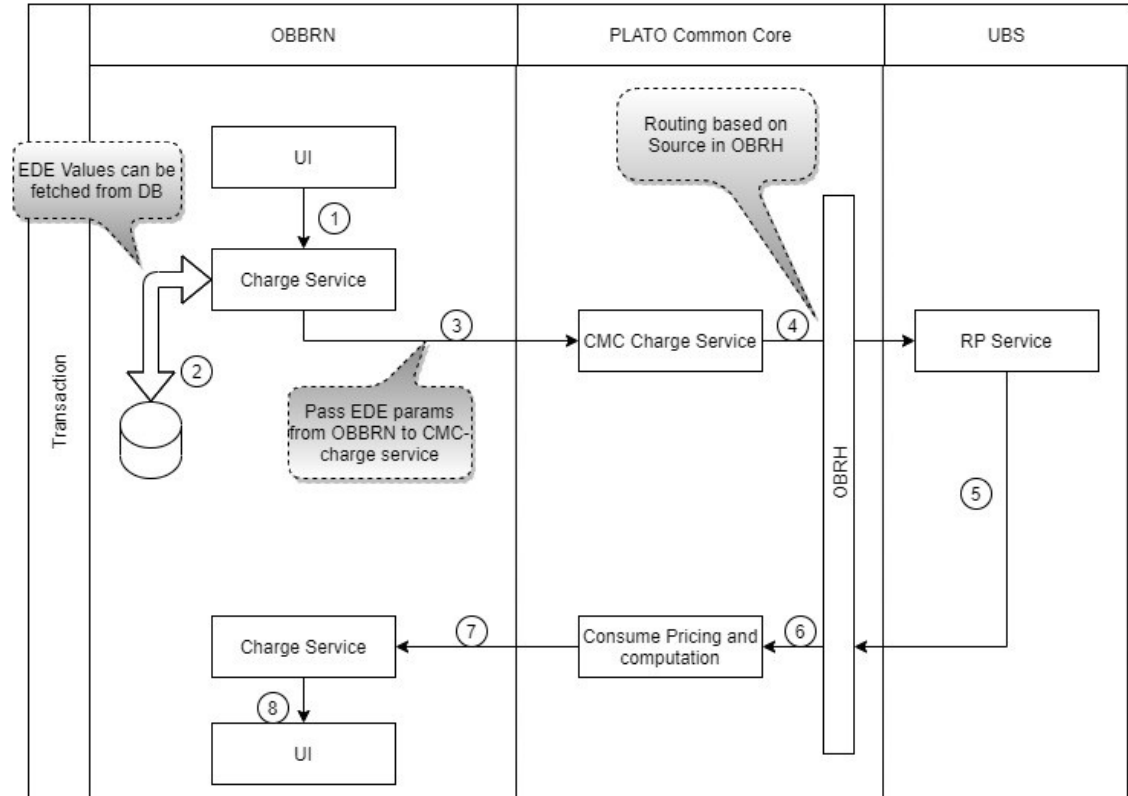 OBBRN
PLATO Common Core
UBS
Routing based on
Source in OBRH
UI
EDE Values can be
fetched from DB
1
Charge Service
3
CMC Charge Service
4
RP Service
2
Pass EDE params
from OBBRN to CMC-
charge service
Transaction
OBRH
5
Charge Service
7
Consume Pricing and
computation
6
8
UI